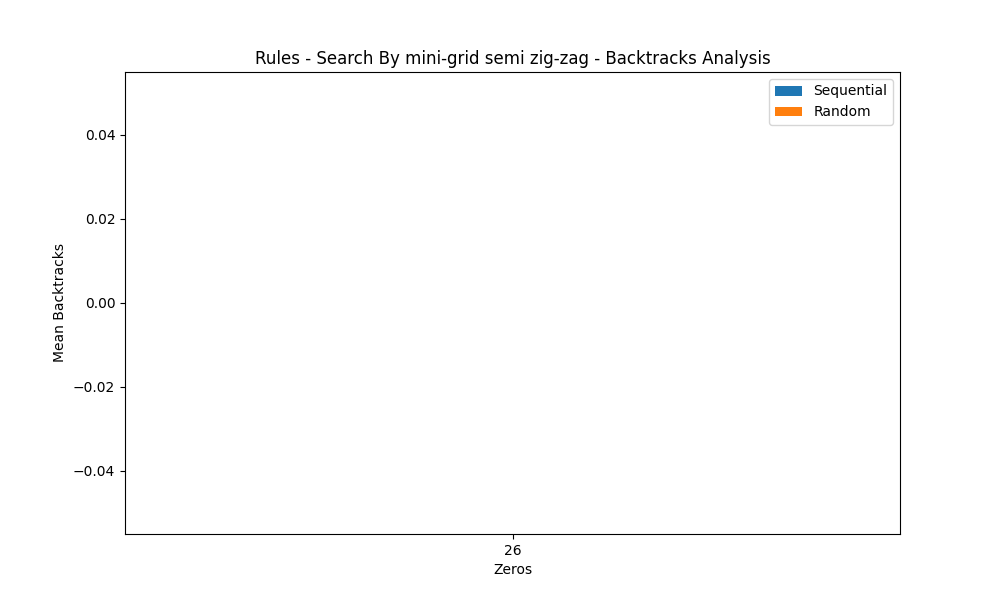 Rules - Search By mini-grid semi zig-zag - Backtracks Analysis
Sequential
Random
0.04
0.02
0.00
−0.02
−0.04
Mean Backtracks
26
Zeros